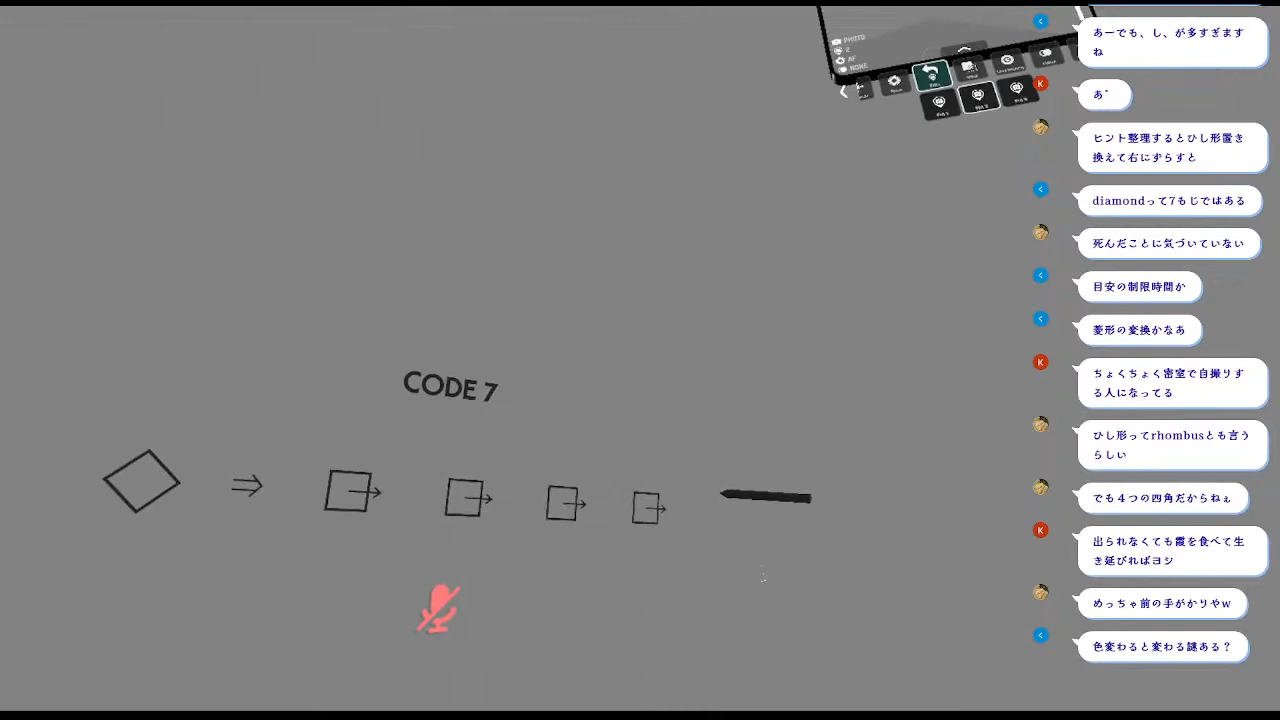 PHOTO
2
AF
NONE
CODE 7
あーでも、し、が多すぎます
ね
あ゛
ヒント整理するとひし形置き
換えて右にずらすと
diamondって7もじではある
死んだことに気づいていない
目安の制限時間か
菱形の変換かなあ
ちょくちょく密室で自撮りす
る人になってる
ひし形ってrhombusとも言う
らしい
でも４つの四角だからねぇ
出られなくても霞を食べて生
き延びればヨシ
めっちゃ前の手がかりやw
色変わると変わる謎ある？
く
K